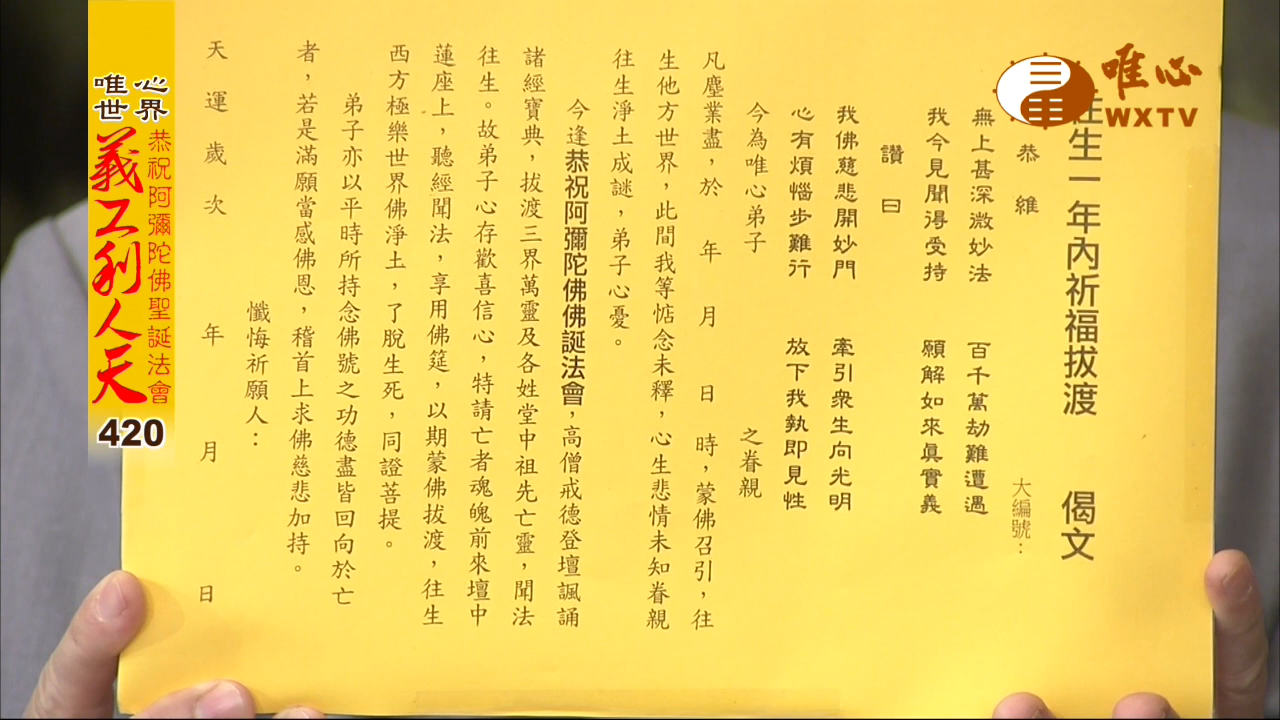 唯心世界
恭祝阿彌陀佛聖誕法會
義工利人天
420
唯心
WXTV
往生一年內祈福拔渡 偈文
大編號：
恭維
無上甚深微妙法 百千萬劫難遭遇
我今見聞得受持 願解如來真實義
讚曰
我佛慈悲開妙門 牽引眾生向光明
心有煩惱步難行 放下我執即見性
今為唯心弟子 之眷親
凡塵業盡，於 年 月 日 時，蒙佛召引，往
生他方世界，此間我等惦念未釋，心生悲情未知眷親
往生淨土成謎，弟子心憂。
今逢恭祝阿彌陀佛佛誕法會，高僧戒德登壇諷誦
諸經寶典，拔渡三界萬靈及各姓堂中祖先亡靈，聞法
往生。故弟子心存歡喜信心，特請亡者魂魄前來壇中
蓮座上，聽經聞法，享用佛筵，以期蒙佛拔渡，往生
西方極樂世界佛淨土，了脫生死，同證菩提。
弟子亦以平時所持念佛號之功德盡皆回向於亡
者，若是滿願當感佛恩，稽首上求佛慈悲加持。
懺悔祈願人：
天運歲次 年 月 日